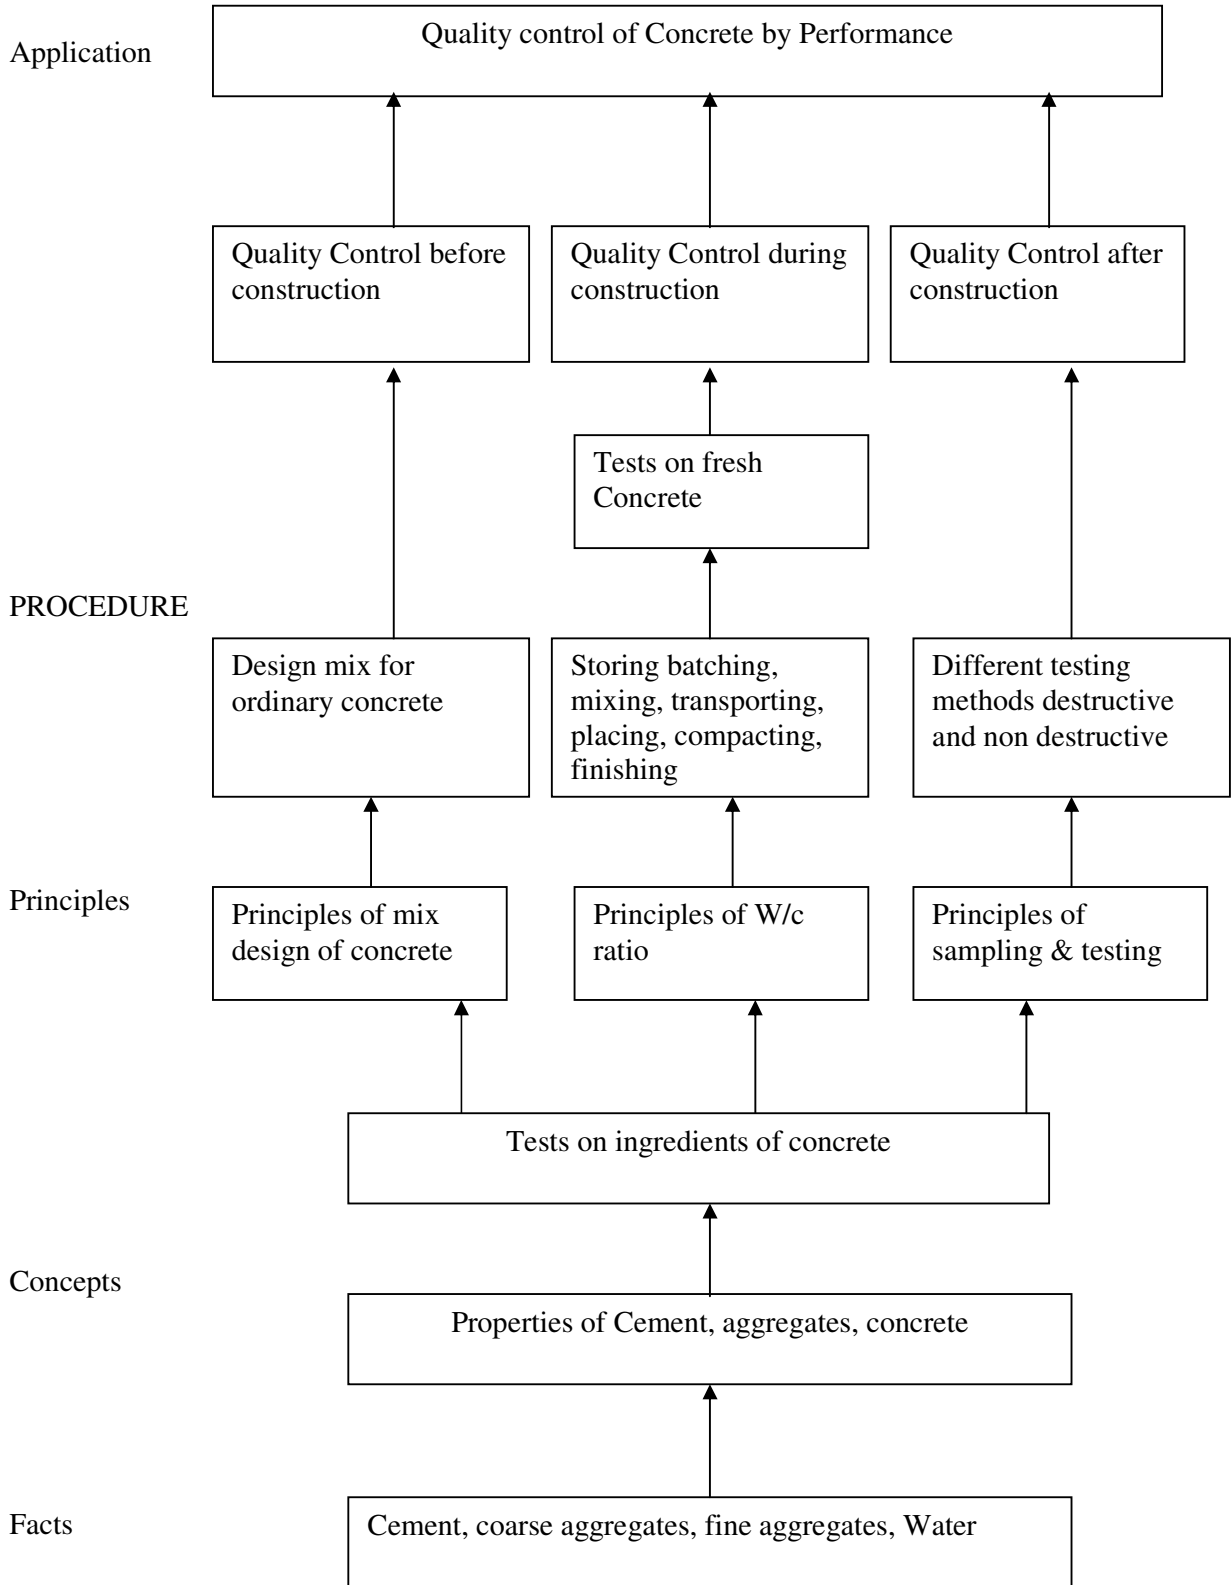 Application
Quality control of Concrete by Performance
Quality Control before
construction
Quality Control during
construction
Quality Control after
construction
Tests on fresh
Concrete
PROCEDURE
Design mix for
ordinary concrete
Storing batching,
mixing, transporting,
placing, compacting,
finishing
Different testing
methods destructive
and non destructive
Principles
Principles of mix
design of concrete
Principles of W/c
ratio
Principles of
sampling & testing
Tests on ingredients of concrete
Concepts
Properties of Cement, aggregates, concrete
Facts
Cement, coarse aggregates, fine aggregates, Water